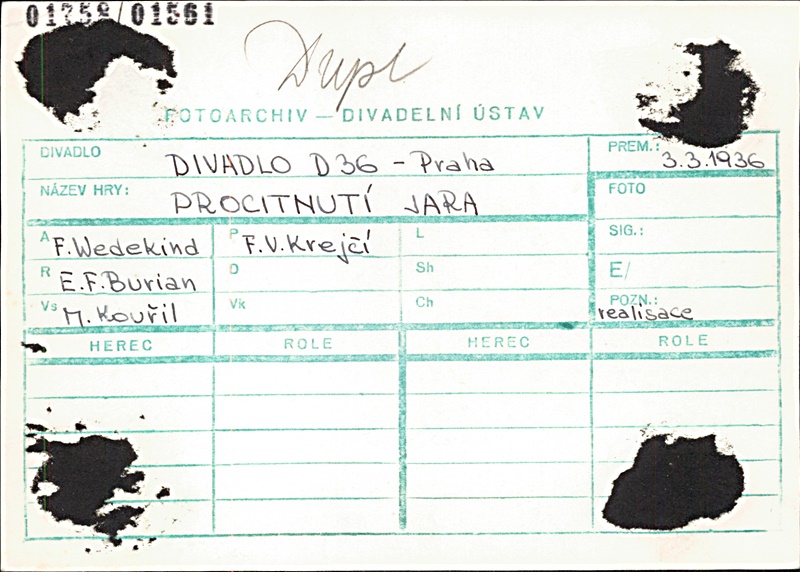 01759/01561
Dupl
FOTOARCHIV — DIVADELNÍ ÚSTAV
DIVADLO DIVADLO D36 - Praha PREM.: 3.3.1936
NÁZEV HRY: PROCITNUTÍ JARA FOTO
A F. Wedekind P F.V. Krejčí L SIG.:
R E.F. Burian D Sh E/
Vs M. Kouřil Vk Ch POZN.: realisace
HEREC ROLE HEREC ROLE